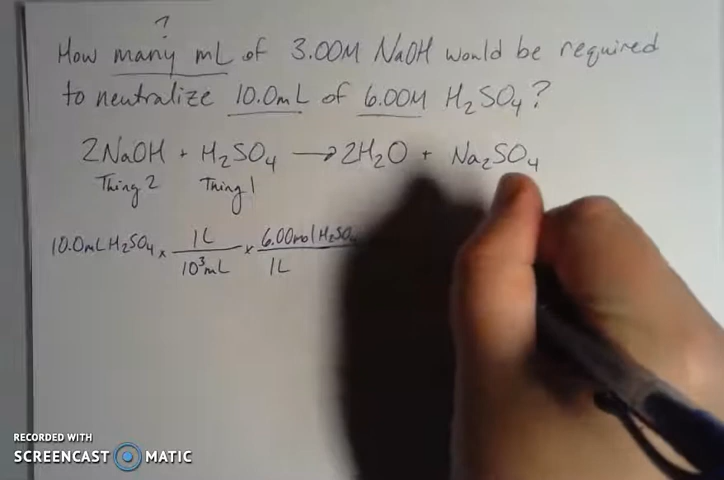 ?
How many mL of 3.00M NaOH would be required
to neutralize 10.0mL of 6.00M H₂SO₄?
2NaOH + H₂SO₄ → 2H₂O + Na₂SO₄
Thing 2 Thing 1
10.0mL H₂SO₄ × 1L / 10³mL × 6.00mol H₂SO₄ / 1L
RECORDED WITH
SCREENCAST MATIC